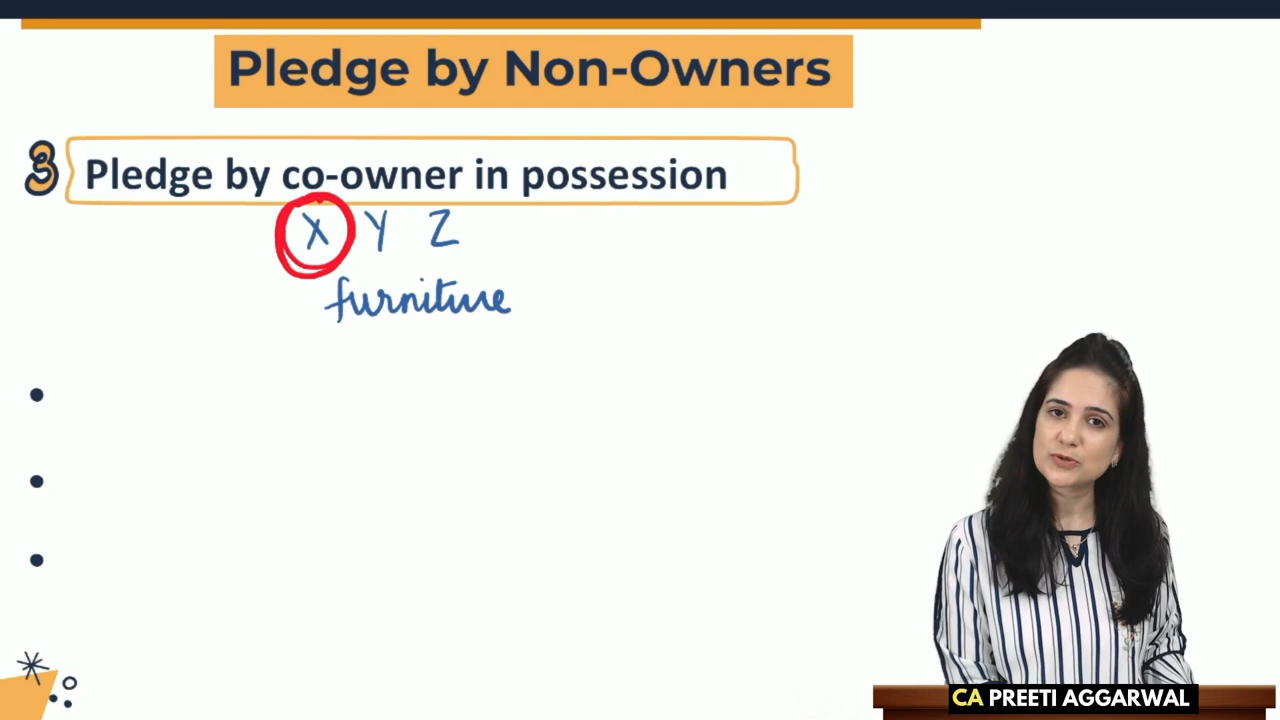 Pledge by Non-Owners
3 Pledge by co-owner in possession
X Y Z
furniture
CA PREETI AGGARWAL